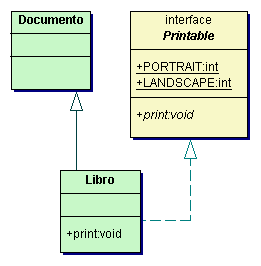 Documento
interface
Printable
+PORTRAIT:int
+LANDSCAPE:int
+print:void
Libro
+print:void